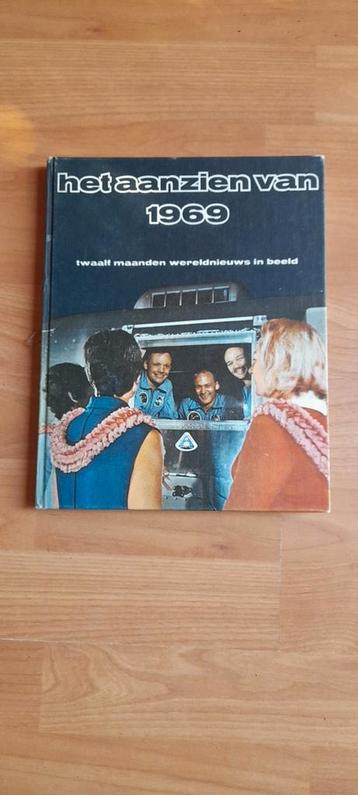 het aanzien van
1969
twaalf maanden wereldnieuws in beeld